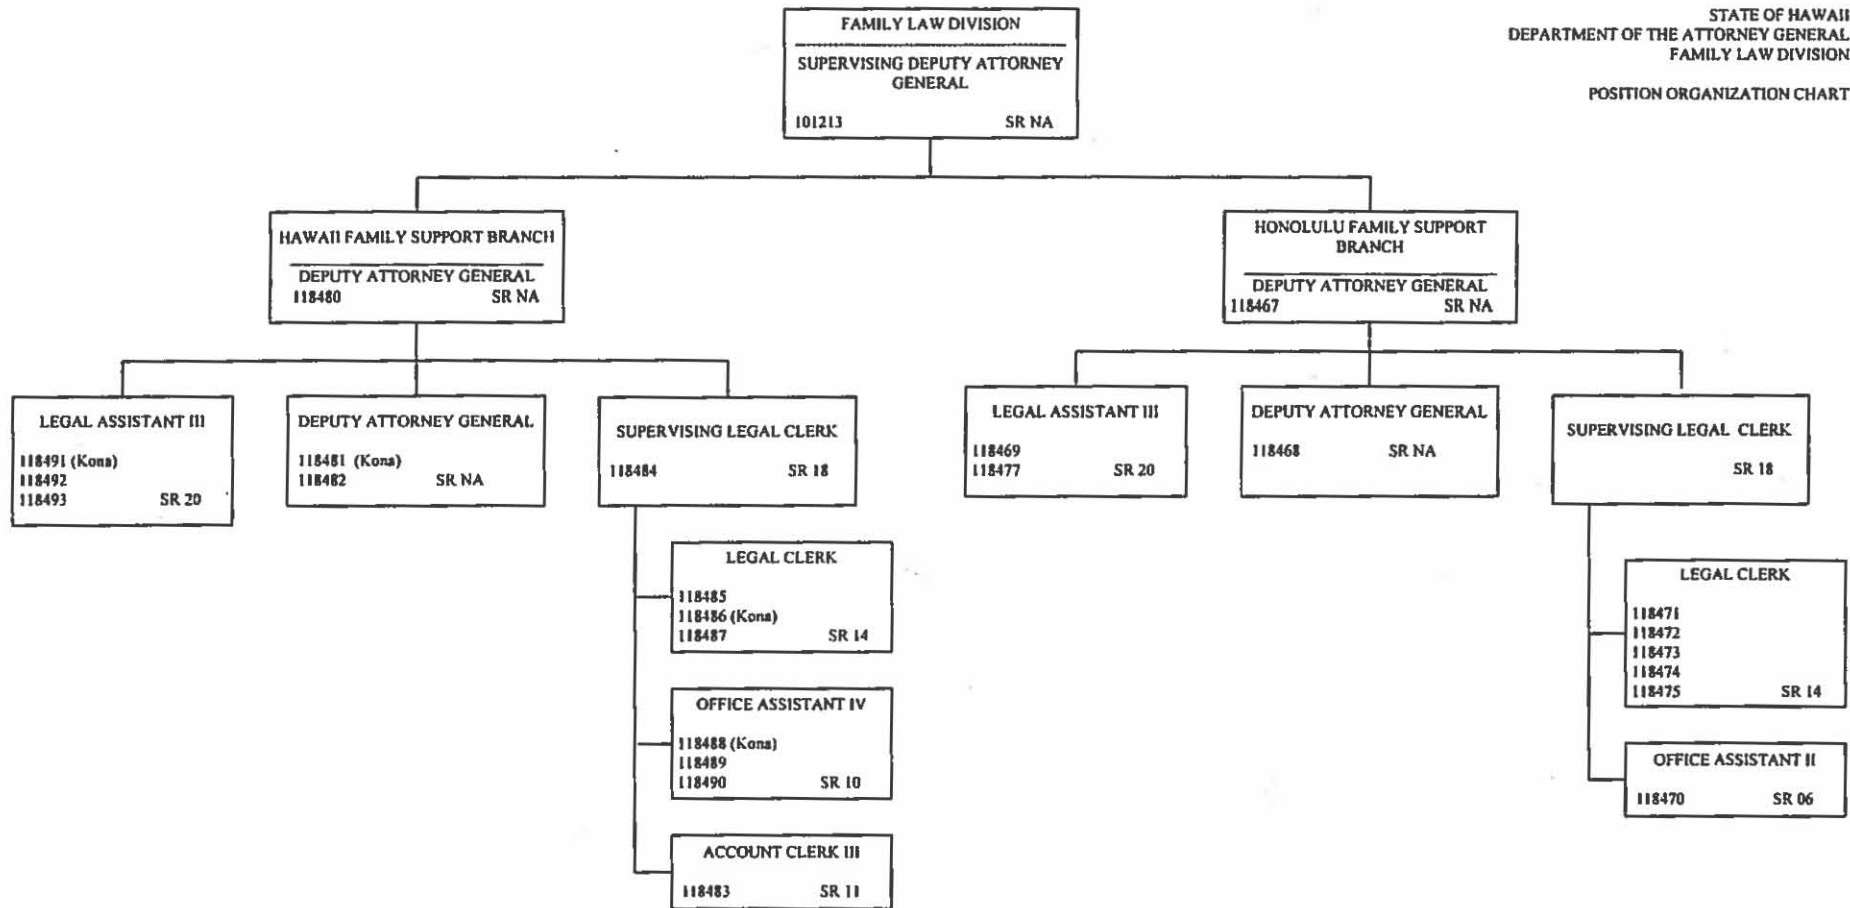 STATE OF HAWAII
DEPARTMENT OF THE ATTORNEY GENERAL
FAMILY LAW DIVISION
POSITION ORGANIZATION CHART
FAMILY LAW DIVISION
SUPERVISING DEPUTY ATTORNEY
GENERAL
101213 SR NA
HAWAII FAMILY SUPPORT BRANCH
DEPUTY ATTORNEY GENERAL
118480 SR NA
HONOLULU FAMILY SUPPORT
BRANCH
DEPUTY ATTORNEY GENERAL
118467 SR NA
LEGAL ASSISTANT III
118491 (Kona)
118492
118493 SR 20
DEPUTY ATTORNEY GENERAL
118481 (Kona)
118482 SR NA
SUPERVISING LEGAL CLERK
118484 SR 18
LEGAL CLERK
118485
118486 (Kona)
118487 SR 14
OFFICE ASSISTANT IV
118488 (Kona)
118489
118490 SR 10
ACCOUNT CLERK III
118483 SR 11
LEGAL ASSISTANT III
118469
118477 SR 20
DEPUTY ATTORNEY GENERAL
118468 SR NA
SUPERVISING LEGAL CLERK
SR 18
LEGAL CLERK
118471
118472
118473
118474
118475 SR 14
OFFICE ASSISTANT II
118470 SR 06